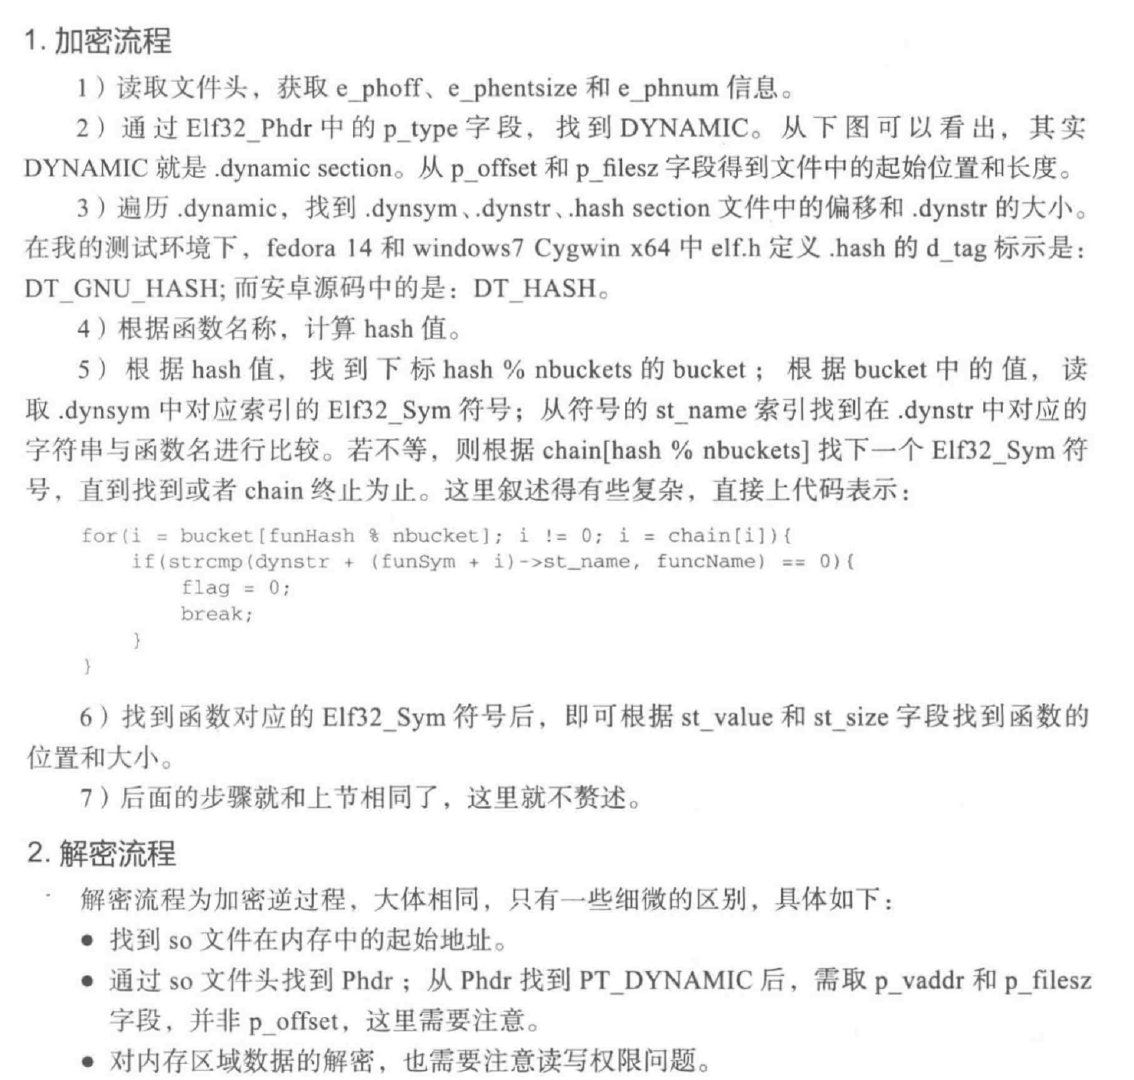 1. 加密流程
1）读取文件头，获取 e_phoff、e_phentsize 和 e_phnum 信息。
2）通过 Elf32_Phdr 中的 p_type 字段，找到 DYNAMIC。从下图可以看出，其实
DYNAMIC 就是 .dynamic section。从 p_offset 和 p_filesz 字段得到文件中的起始位置和长度。
3）遍历 .dynamic，找到 .dynsym、.dynstr、.hash section 文件中的偏移和 .dynstr 的大小。
在我的测试环境下，fedora 14 和 windows7 Cygwin x64 中 elf.h 定义 .hash 的 d_tag 标示是：
DT_GNU_HASH; 而安卓源码中的是：DT_HASH。
4）根据函数名称，计算 hash 值。
5）根据 hash 值，找到下标 hash % nbuckets 的 bucket；根据 bucket 中的值，读
取 .dynsym 中对应索引的 Elf32_Sym 符号；从符号的 st_name 索引找到在 .dynstr 中对应的
字符串与函数名进行比较。若不等，则根据 chain[hash % nbuckets] 找下一个 Elf32_Sym 符
号，直到找到或者 chain 终止为止。这里叙述得有些复杂，直接上代码表示：
for(i = bucket[funHash % nbucket]; i != 0; i = chain[i]){
if(strcmp(dynstr + (funSym + i)->st_name, funcName) == 0){
flag = 0;
break;
}
}
6）找到函数对应的 Elf32_Sym 符号后，即可根据 st_value 和 st_size 字段找到函数的
位置和大小。
7）后面的步骤就和上节相同了，这里就不赘述。
2. 解密流程
解密流程为加密逆过程，大体相同，只有一些细微的区别，具体如下：
● 找到 so 文件在内存中的起始地址。
● 通过 so 文件头找到 Phdr；从 Phdr 找到 PT_DYNAMIC 后，需取 p_vaddr 和 p_filesz
字段，并非 p_offset，这里需要注意。
● 对内存区域数据的解密，也需要注意读写权限问题。